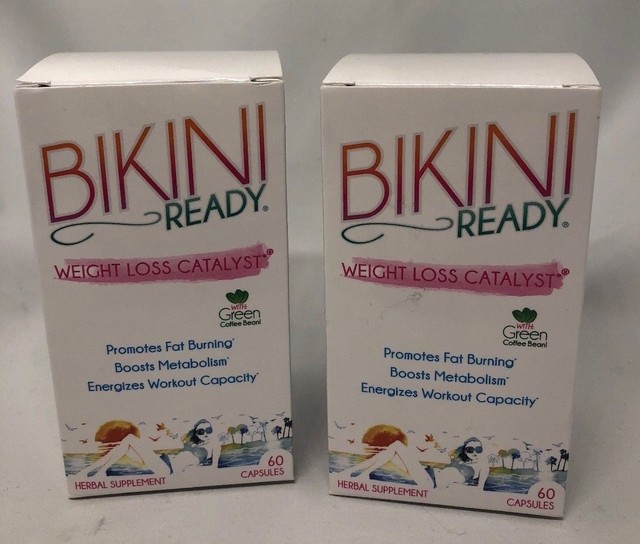 BIKINI
READY®
WEIGHT LOSS CATALYST*®
WITH
Green
Coffee Bean!
Promotes Fat Burning*
Boosts Metabolism*
Energizes Workout Capacity*
60
CAPSULES
HERBAL SUPPLEMENT
BIKINI
READY®
WEIGHT LOSS CATALYST*®
WITH
Green
Coffee Bean!
Promotes Fat Burning*
Boosts Metabolism*
Energizes Workout Capacity*
60
CAPSULES
HERBAL SUPPLEMENT